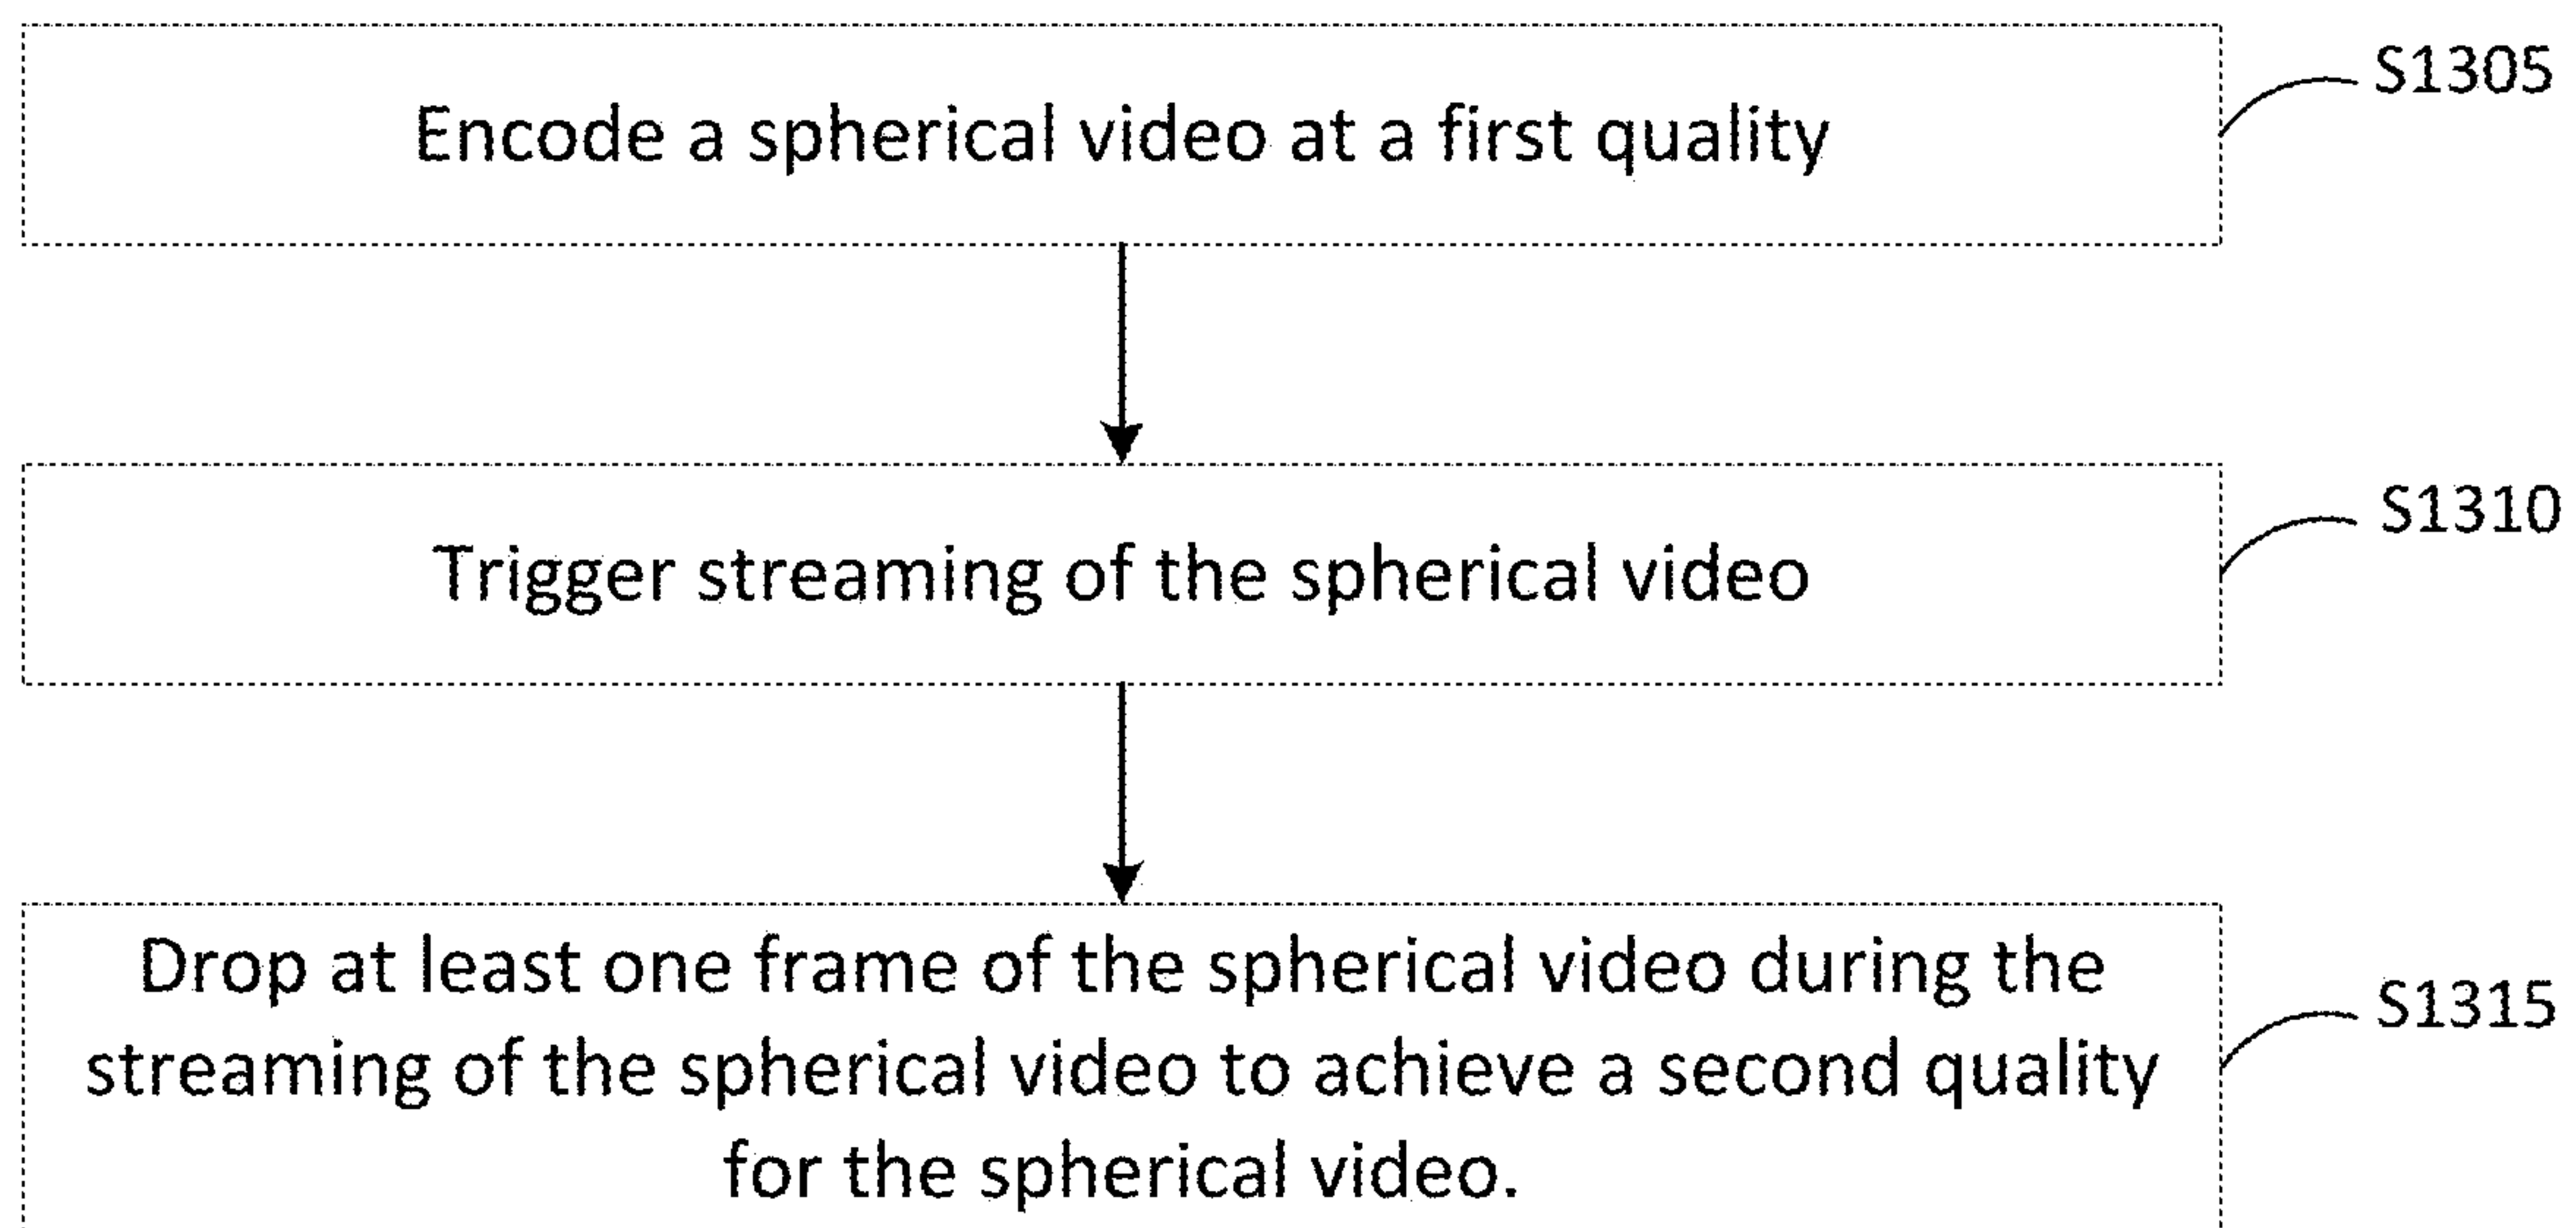 Encode a spherical video at a first quality
S1305
Trigger streaming of the spherical video
S1310
Drop at least one frame of the spherical video during the
streaming of the spherical video to achieve a second quality
for the spherical video.
S1315